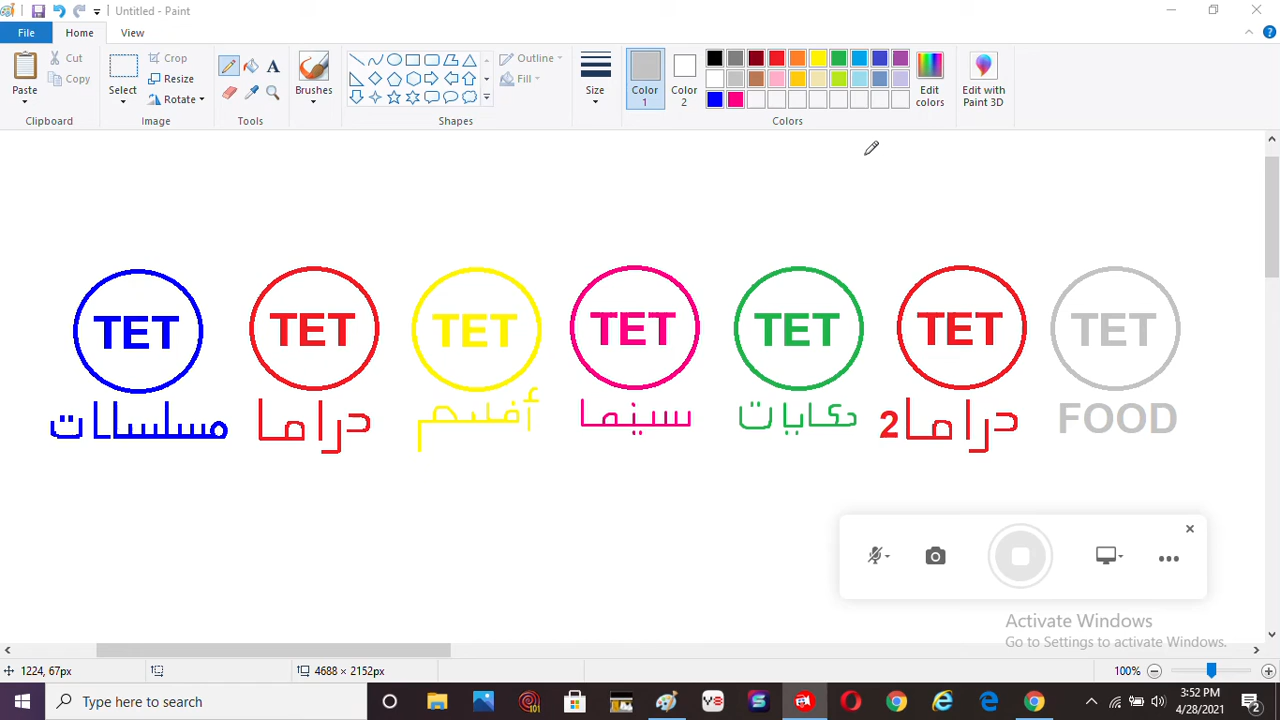 Untitled - Paint
File Home View
Paste
Cut
Copy
Clipboard
Select
Crop
Resize
Rotate
Image
Tools
Brushes
Outline
Fill
Shapes
Size
Color 1
Color 2
Edit colors
Colors
Edit with Paint 3D
TET TET TET TET TET TET TET
مسلسلات دراما أفليم سينما حكايات دراما2 FOOD
Activate Windows
Go to Settings to activate Windows.
1224, 67px
4688 × 2152px
100%
Type here to search
101
3:52 PM
4/28/2021
2